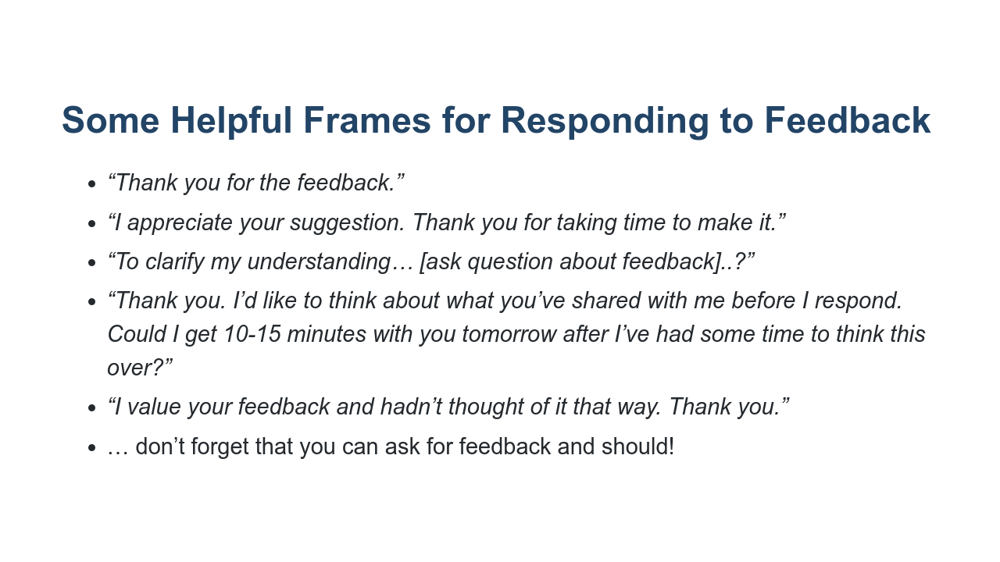 Some Helpful Frames for Responding to Feedback
• “Thank you for the feedback.”
• “I appreciate your suggestion. Thank you for taking time to make it.”
• “To clarify my understanding… [ask question about feedback]..?”
• “Thank you. I’d like to think about what you’ve shared with me before I respond.
Could I get 10-15 minutes with you tomorrow after I’ve had some time to think this
over?”
• “I value your feedback and hadn’t thought of it that way. Thank you.”
• … don’t forget that you can ask for feedback and should!